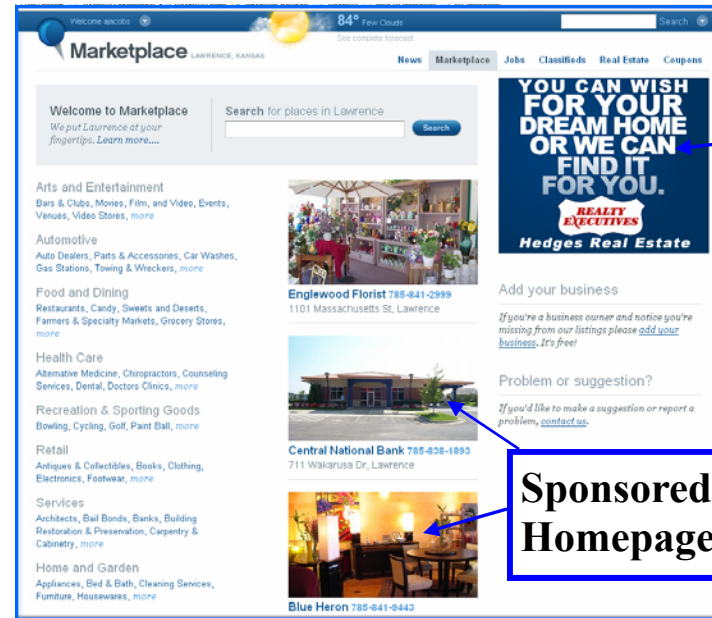 Welcome ajacobs
84° Few Clouds
See complete forecast
Search
Marketplace LAWRENCE, KANSAS
News Marketplace Jobs Classifieds Real Estate Coupons
Welcome to Marketplace
We put Lawrence at your
fingertips. Learn more....
Search for places in Lawrence
Search
YOU CAN WISH
FOR YOUR
DREAM HOME
OR WE CAN
FIND IT
FOR YOU.
REALTY
EXECUTIVES
Hedges Real Estate
Arts and Entertainment
Bars & Clubs, Movies, Film, and Video, Events,
Venues, Video Stores, more
Automotive
Auto Dealers, Parts & Accessories, Car Washes,
Gas Stations, Towing & Wreckers, more
Food and Dining
Restaurants, Candy, Sweets and Deserts,
Farmers & Specialty Markets, Grocery Stores,
more
Health Care
Alternative Medicine, Chiropractors, Counseling
Services, Dental, Doctors Clinics, more
Recreation & Sporting Goods
Bowling, Cycling, Golf, Paint Ball, more
Retail
Antiques & Collectibles, Books, Clothing,
Electronics, Footwear, more
Services
Architects, Bail Bonds, Banks, Building
Restoration & Preservation, Carpentry &
Cabinetry, more
Home and Garden
Appliances, Bed & Bath, Cleaning Services,
Furniture, Housewares, more
Englewood Florist 785-841-2999
1101 Massachusetts St, Lawrence
Central National Bank 785-838-1893
711 Wakarusa Dr, Lawrence
Blue Heron 785-841-9443
Add your business
If you're a business owner and notice you're
missing from our listings please add your
business. It's free!
Problem or suggestion?
If you'd like to make a suggestion or report a
problem, contact us.
Sponsored
Homepage